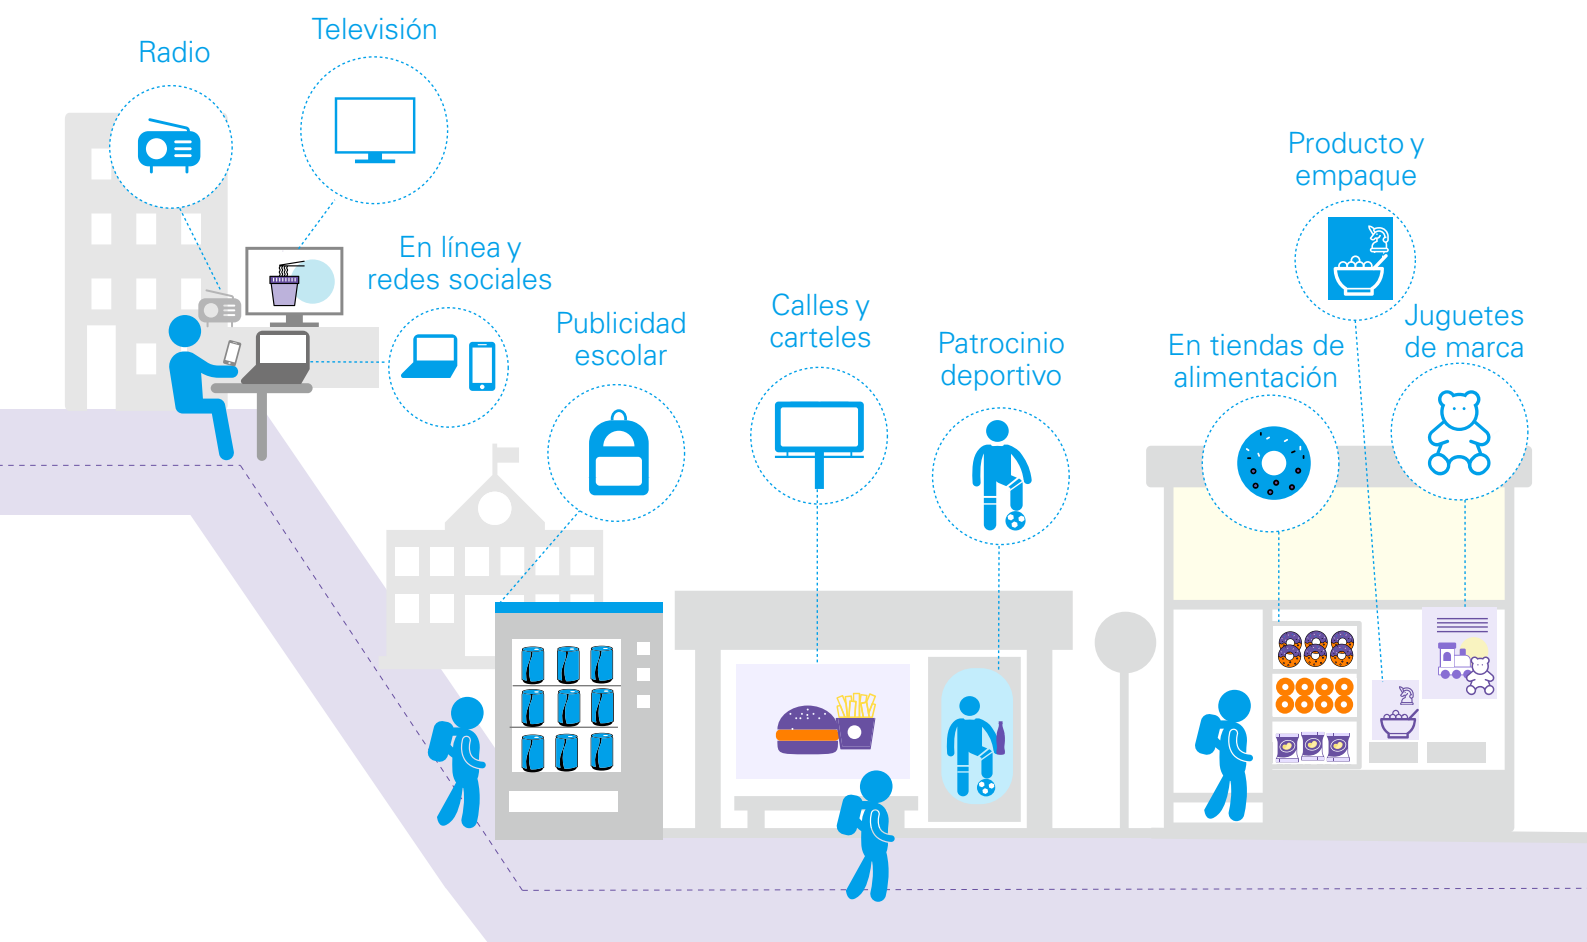 Radio
Televisión
En línea y
redes sociales
Publicidad
escolar
Calles y
carteles
Patrocinio
deportivo
En tiendas de
alimentación
Producto y
empaque
Juguetes
de marca